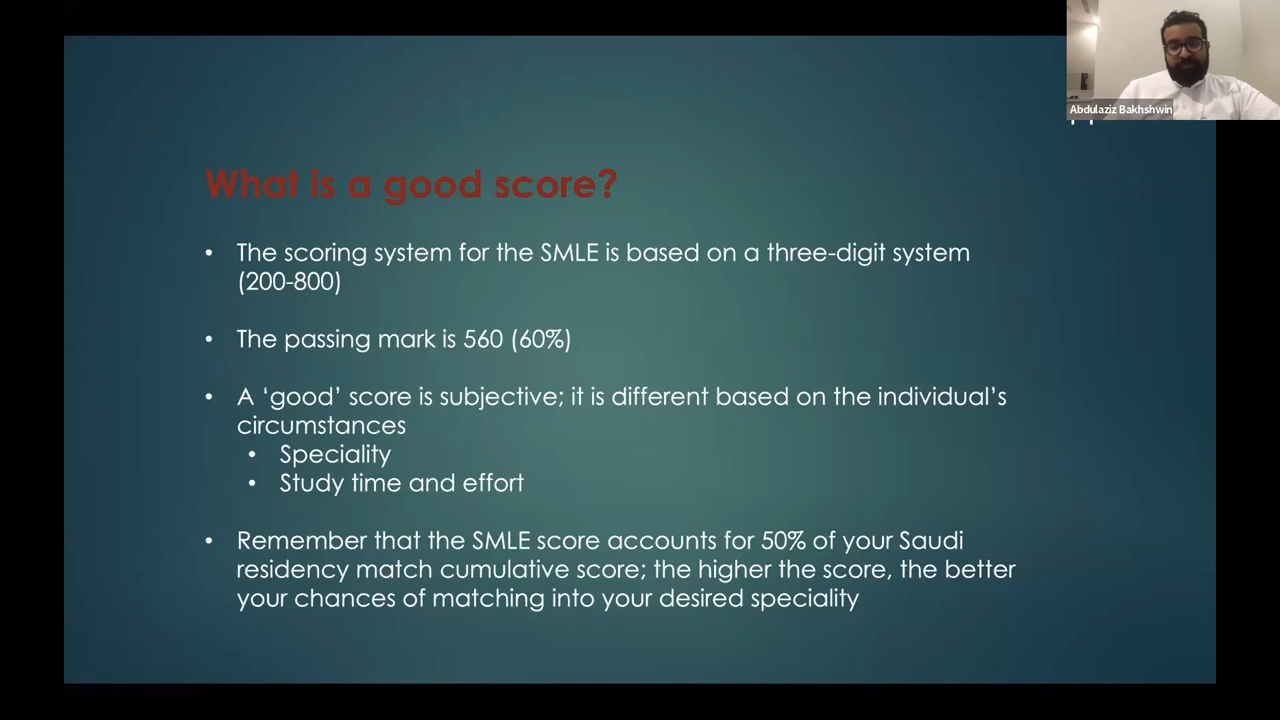 Abdulaziz Bakhshwin
What is a good score?
• The scoring system for the SMLE is based on a three-digit system
(200-800)
• The passing mark is 560 (60%)
• A ‘good’ score is subjective; it is different based on the individual’s
circumstances
• Speciality
• Study time and effort
• Remember that the SMLE score accounts for 50% of your Saudi
residency match cumulative score; the higher the score, the better
your chances of matching into your desired speciality